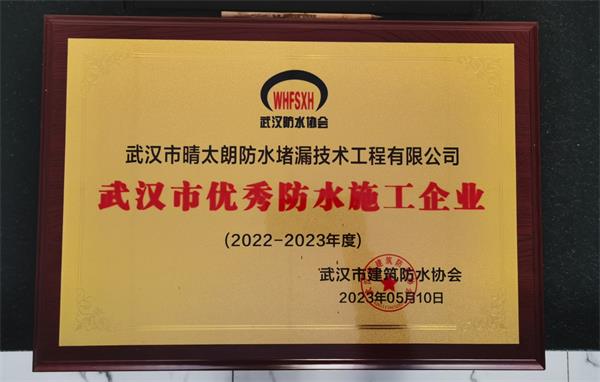 WHFSXH
武汉防水协会
武汉市晴太朗防水堵漏技术工程有限公司
武汉市优秀防水施工企业
(2022-2023年度)
武汉市建筑防水协会
2023年05月10日